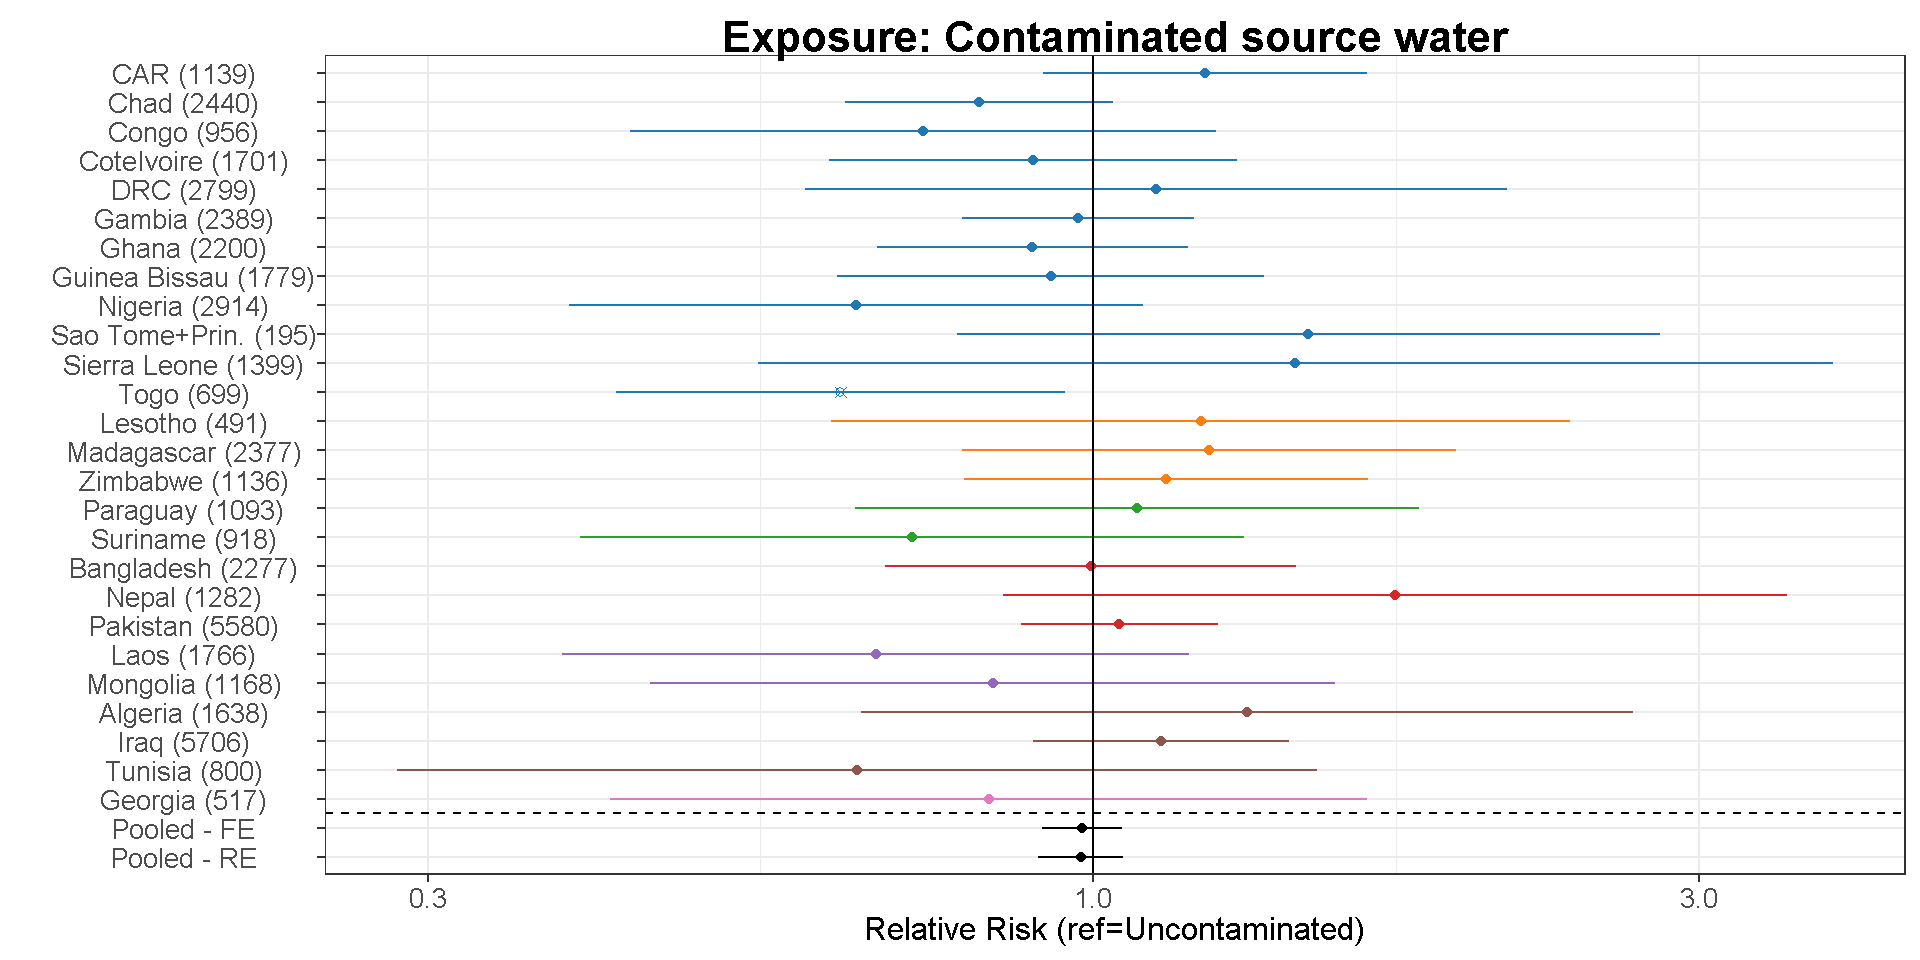 Exposure: Contaminated source water
CAR (1139)
Chad (2440)
Congo (956)
CoteIvoire (1701)
DRC (2799)
Gambia (2389)
Ghana (2200)
Guinea Bissau (1779)
Nigeria (2914)
Sao Tome+Prin. (195)
Sierra Leone (1399)
Togo (699)
Lesotho (491)
Madagascar (2377)
Zimbabwe (1136)
Paraguay (1093)
Suriname (918)
Bangladesh (2277)
Nepal (1282)
Pakistan (5580)
Laos (1766)
Mongolia (1168)
Algeria (1638)
Iraq (5706)
Tunisia (800)
Georgia (517)
Pooled - FE
Pooled - RE
0.3 1.0 3.0
Relative Risk (ref=Uncontaminated)